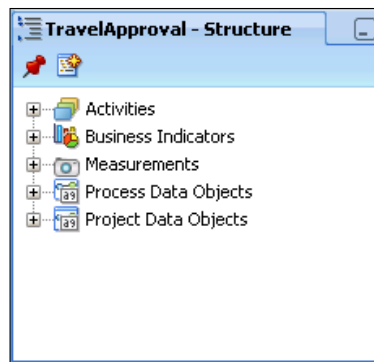 TravelApproval - Structure
Activities
Business Indicators
Measurements
Process Data Objects
Project Data Objects